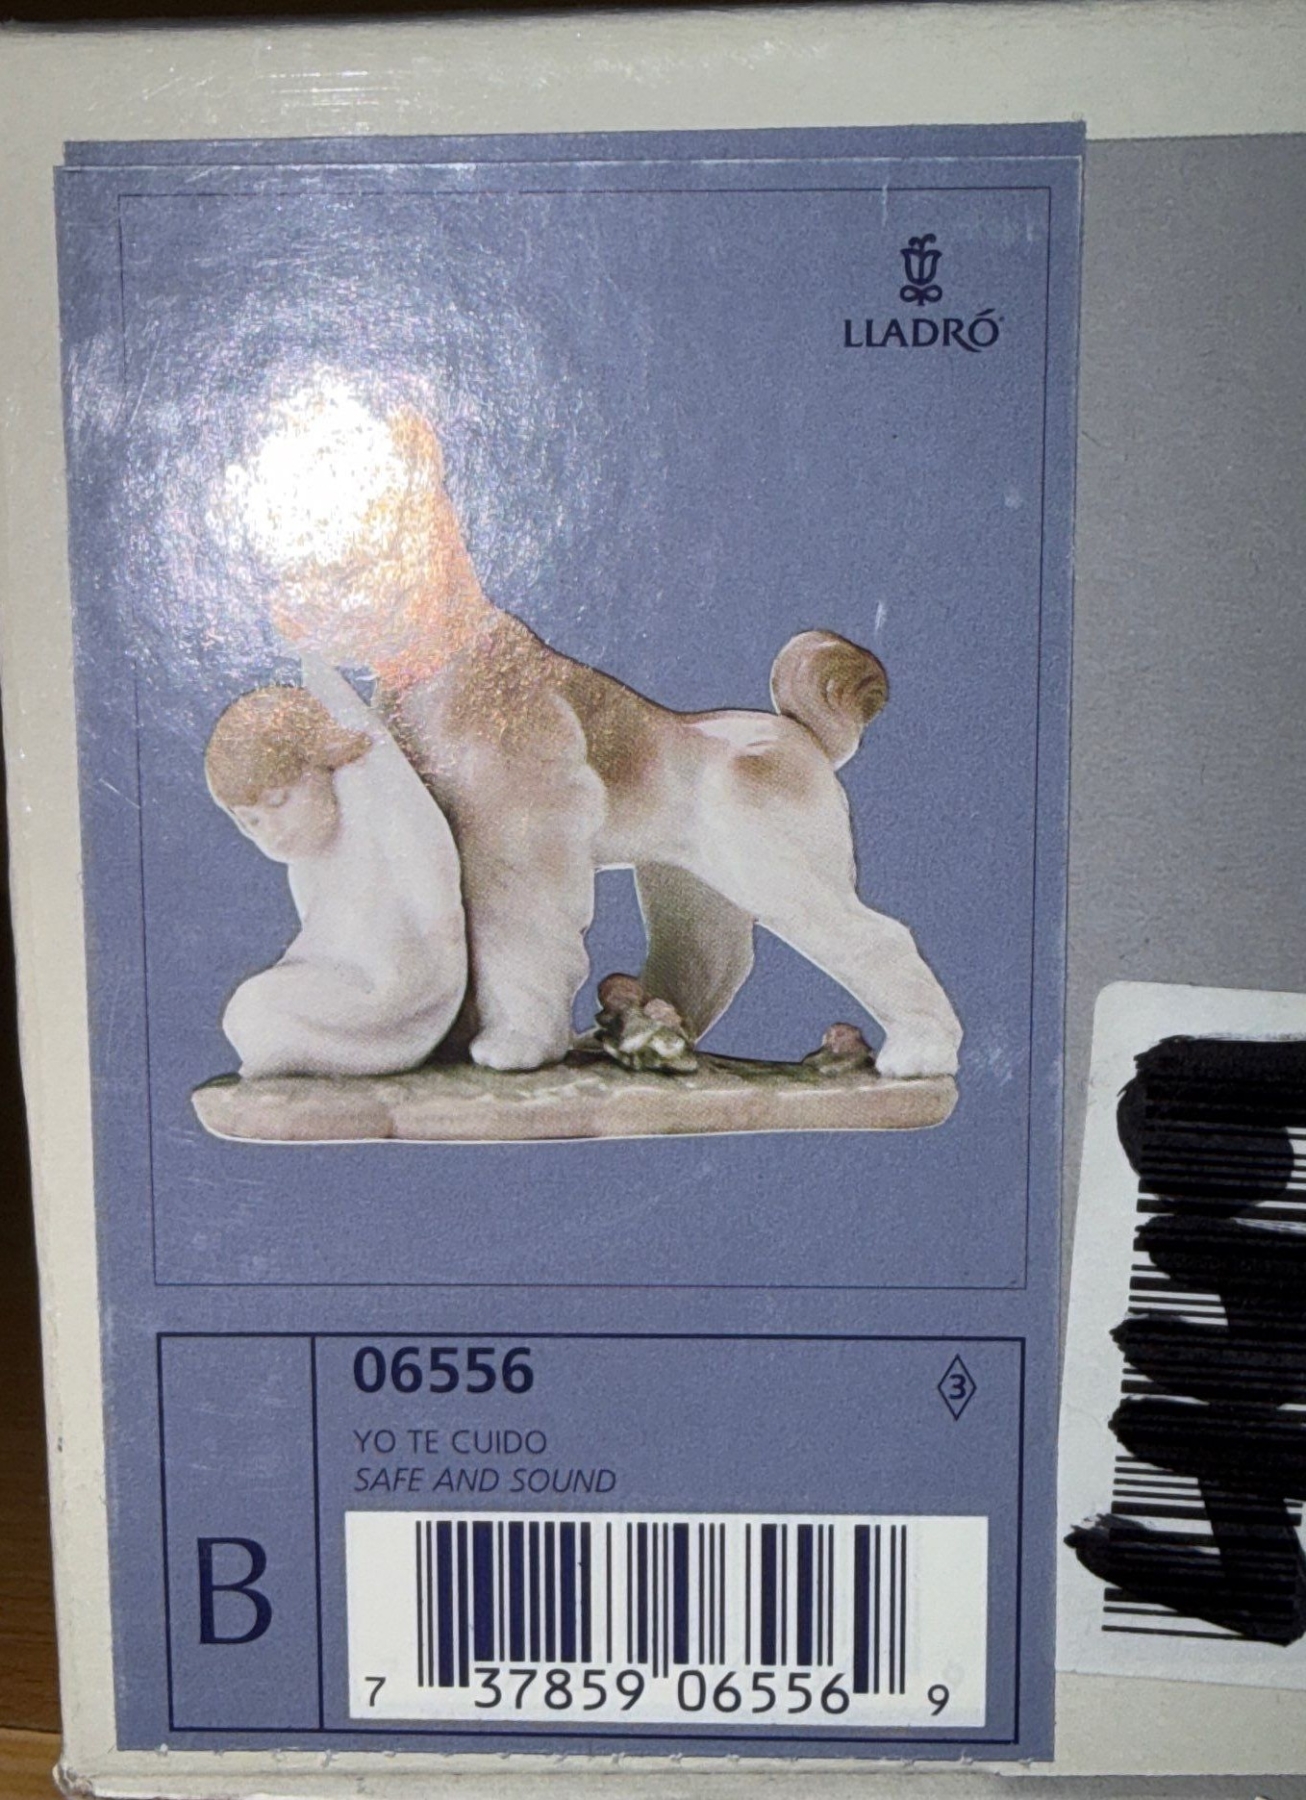 LLADRÓ
06556
3
YO TE CUIDO
SAFE AND SOUND
B
7 37859 06556 9